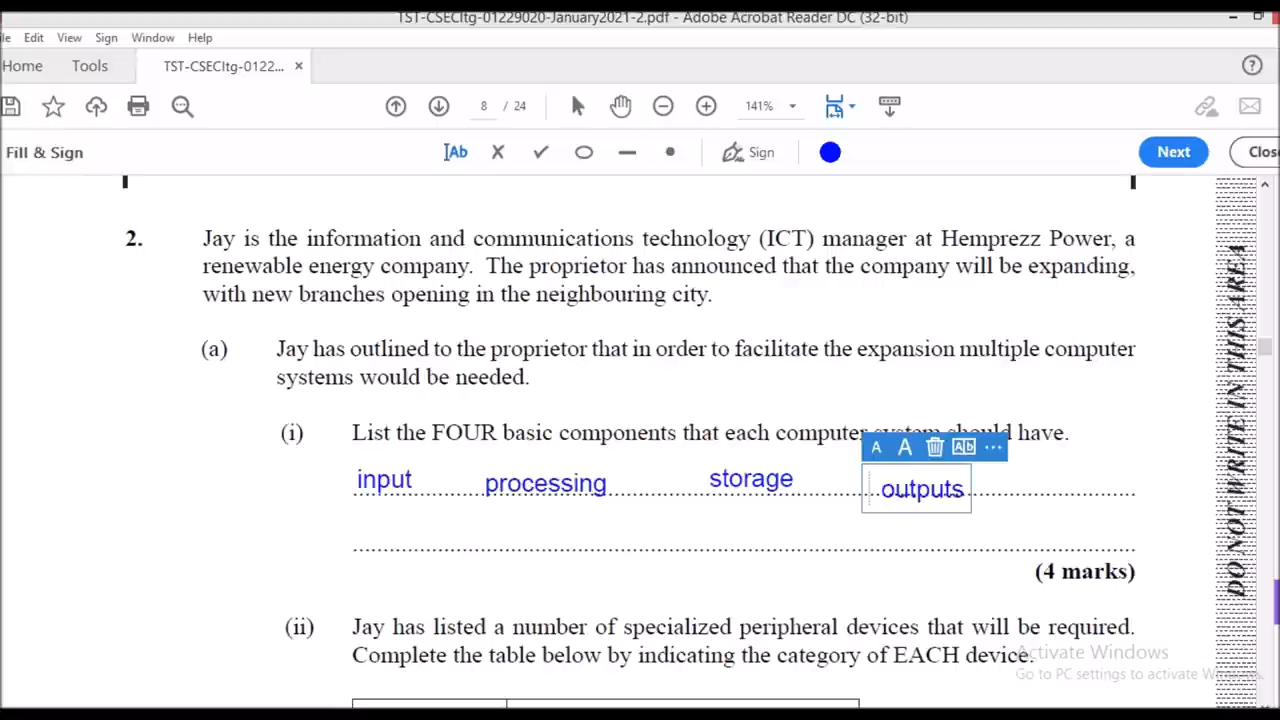 TST-CSECItg-01229020-January2021-2.pdf - Adobe Acrobat Reader DC (32-bit)
Edit View Sign Window Help
Home Tools TST-CSECItg-0122... ×
8 / 24 141%
Fill & Sign Ab Sign Next
2. Jay is the information and communications technology (ICT) manager at Hemprezz Power, a
renewable energy company. The proprietor has announced that the company will be expanding,
with new branches opening in the neighbouring city.
(a) Jay has outlined to the proprietor that in order to facilitate the expansion multiple computer
systems would be needed.
(i) List the FOUR basic components that each computer system should have.
A A Ab ...
input processing storage outputs
(4 marks)
(ii) Jay has listed a number of specialized peripheral devices that will be required.
Complete the table below by indicating the category of EACH device.
Activate Windows
Go to PC settings to activate
DO NOT WRITE IN THIS AREA